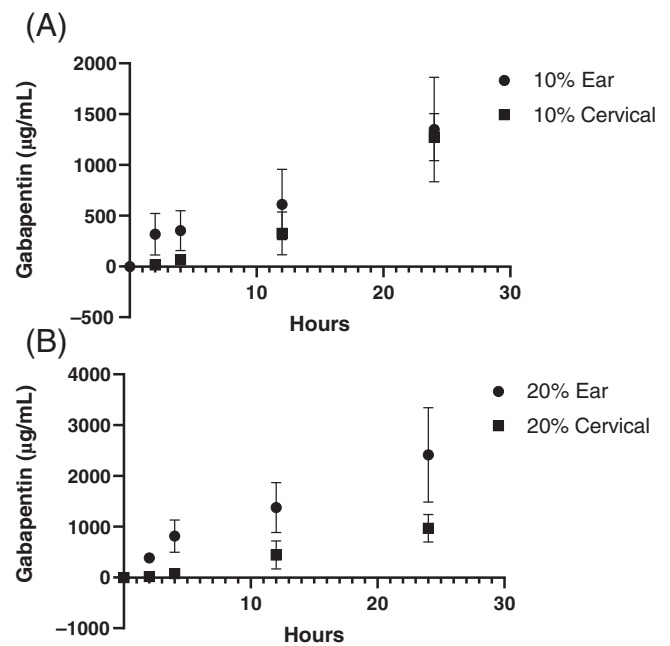 (A)
2000
1500
1000
500
0
−500
10
20
30
Gabapentin (μg/mL)
Hours
10% Ear
10% Cervical
(B)
4000
3000
2000
1000
0
−1000
10
20
30
Gabapentin (μg/mL)
Hours
20% Ear
20% Cervical